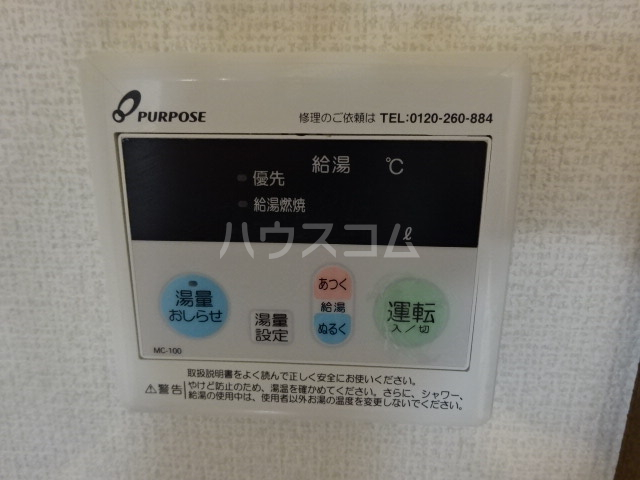 PURPOSE
修理のご依頼は TEL:0120-260-884
給湯 ℃
優先
給湯燃焼
ℓ
ハウスコム
湯量
おしらせ
湯量
設定
あつく
給湯
ぬるく
運転
入/切
MC-100
取扱説明書をよく読んで正しく安全にお使いください。
⚠警告 やけど防止のため、湯温を確かめてください。さらに、シャワー、
給湯の使用中は、使用者以外お湯の温度を変更しないでください。